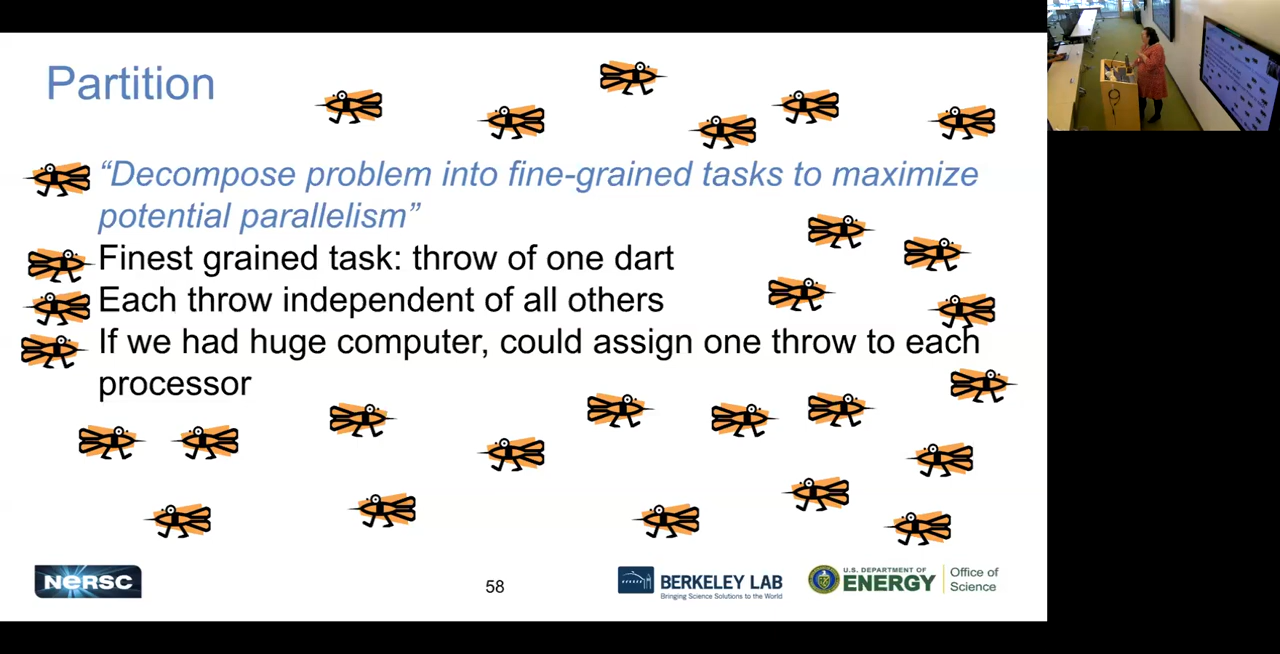 Partition
“Decompose problem into fine-grained tasks to maximize
potential parallelism”
Finest grained task: throw of one dart
Each throw independent of all others
If we had huge computer, could assign one throw to each
processor
NERSC
58
BERKELEY LAB
Bringing Science Solutions to the World
U.S. DEPARTMENT OF
ENERGY
Office of
Science